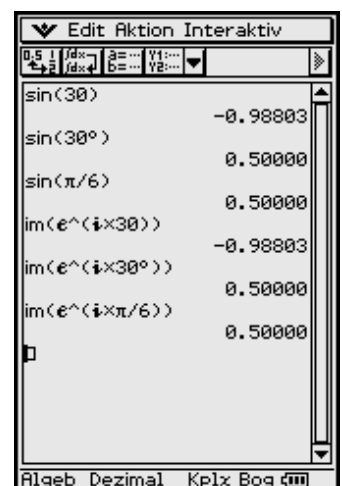 Edit Aktion Interaktiv
sin(30)
-0.98803
sin(30°)
0.50000
sin(π/6)
0.50000
im(e^(i×30))
-0.98803
im(e^(i×30°))
0.50000
im(e^(i×π/6))
0.50000
Algeb Dezimal Kplx Bog